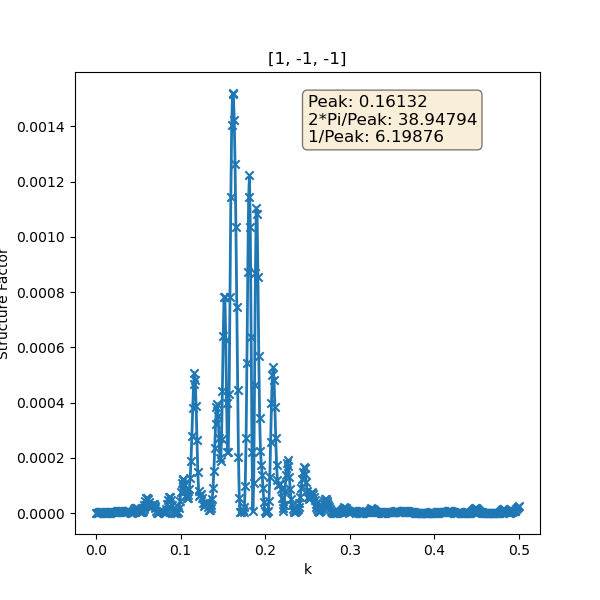 [1, -1, -1]
Peak: 0.16132
2*Pi/Peak: 38.94794
1/Peak: 6.19876
0.0014
0.0012
0.0010
0.0008
0.0006
0.0004
0.0002
0.0000
Structure Factor
0.0 0.1 0.2 0.3 0.4 0.5
k